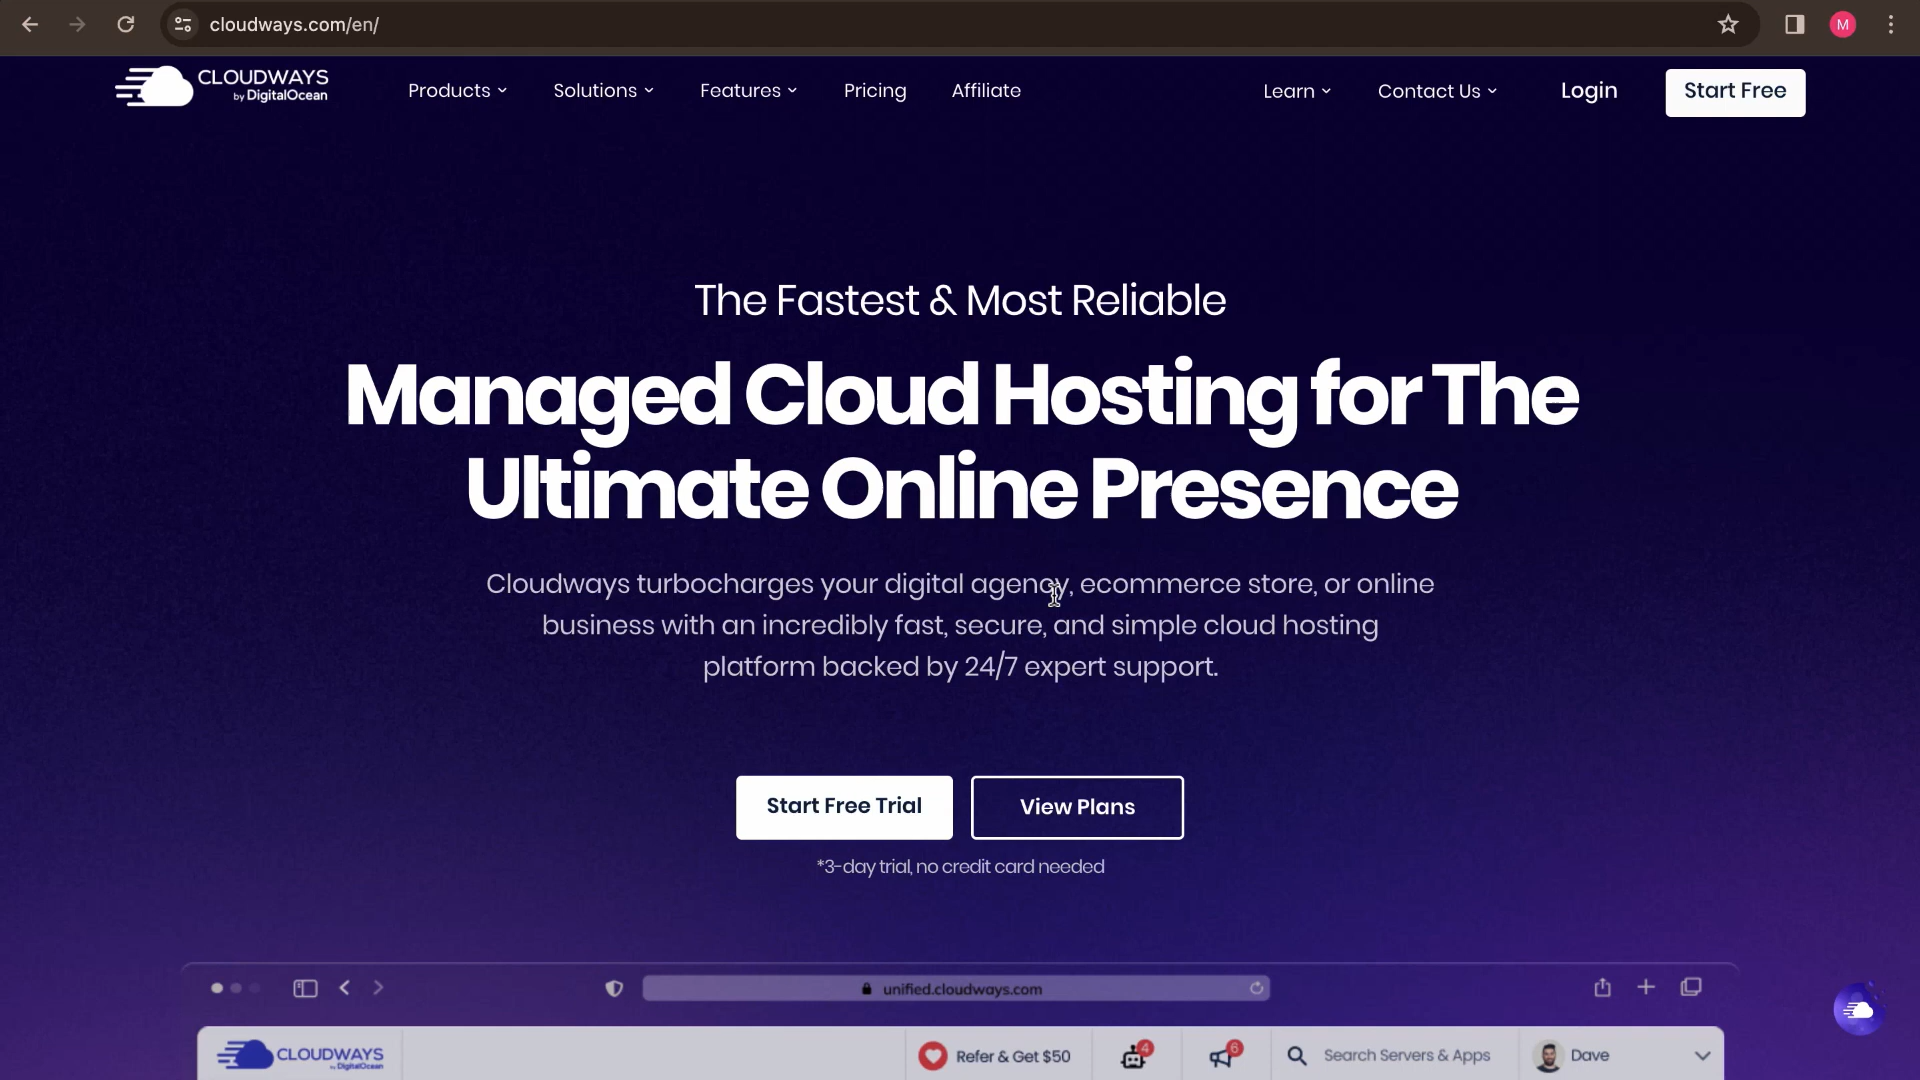 cloudways.com/en/
M
CLOUDWAYS
by DigitalOcean
Products
Solutions
Features
Pricing
Affiliate
Learn
Contact Us
Login
Start Free
The Fastest & Most Reliable
Managed Cloud Hosting for The
Ultimate Online Presence
Cloudways turbocharges your digital agency, ecommerce store, or online
business with an incredibly fast, secure, and simple cloud hosting
platform backed by 24/7 expert support.
Start Free Trial
View Plans
*3-day trial, no credit card needed
unified.cloudways.com
CLOUDWAYS
by DigitalOcean
Refer & Get $50
4
6
Search Servers & Apps
Dave